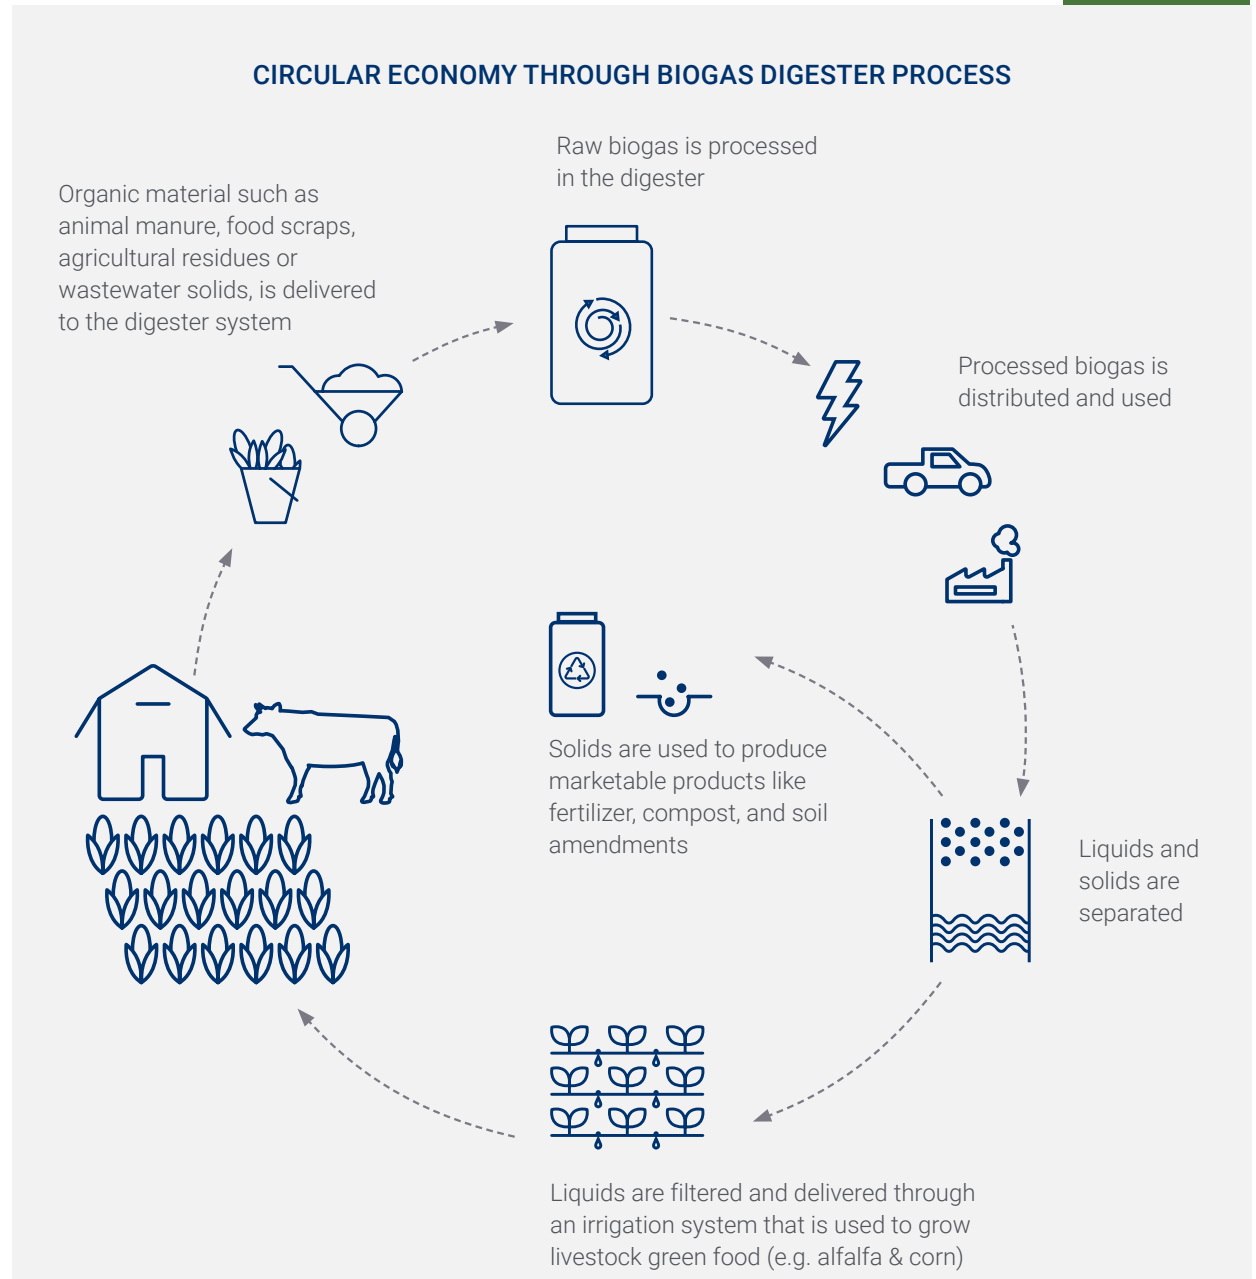 CIRCULAR ECONOMY THROUGH BIOGAS DIGESTER PROCESS
Raw biogas is processed
in the digester
Organic material such as
animal manure, food scraps,
agricultural residues or
wastewater solids, is delivered
to the digester system
Processed biogas is
distributed and used
Solids are used to produce
marketable products like
fertilizer, compost, and soil
amendments
Liquids and
solids are
separated
Liquids are filtered and delivered through
an irrigation system that is used to grow
livestock green food (e.g. alfalfa & corn)